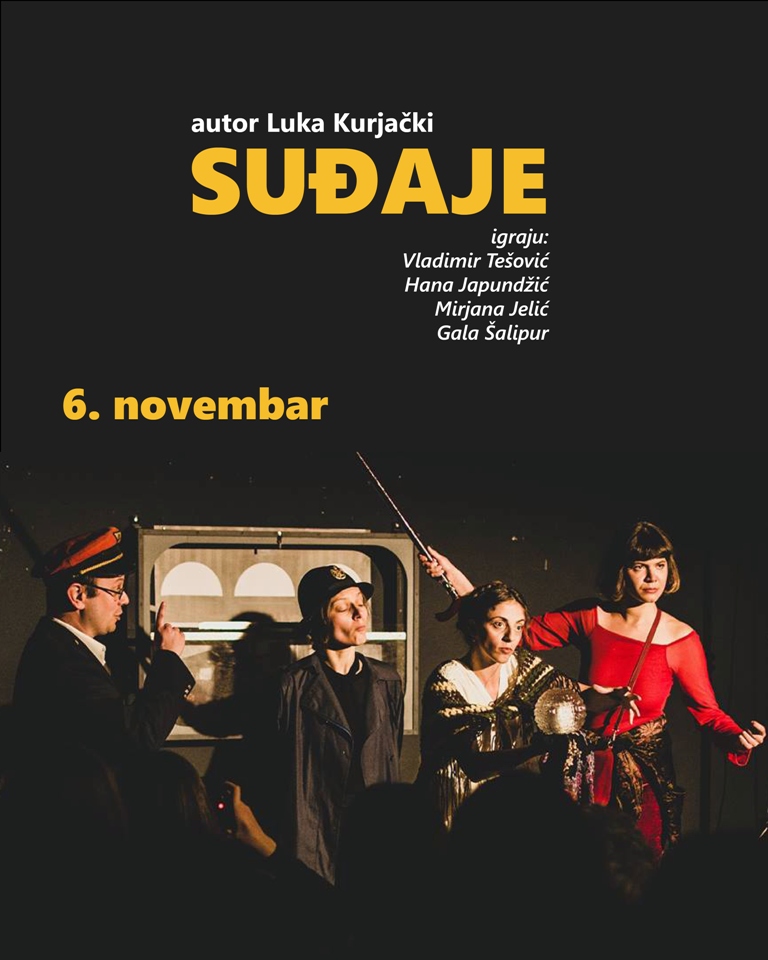 autor Luka Kurjački
SUĐAJE
igraju:
Vladimir Tešović
Hana Japundžić
Mirjana Jelić
Gala Šalipur
6. novembar